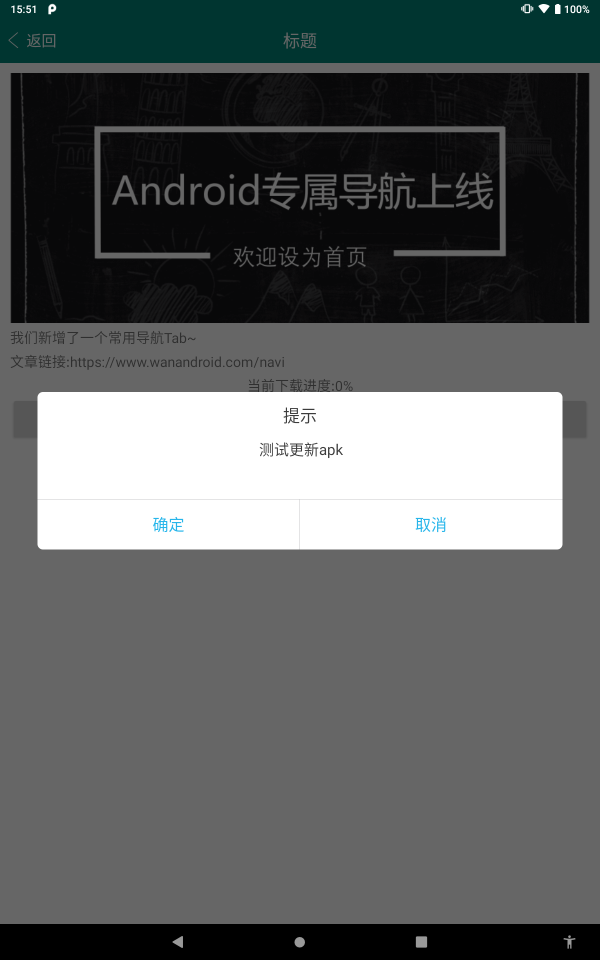 15:51
100%
返回
标题
Android专属导航上线
欢迎设为首页
我们新增了一个常用导航Tab~
文章链接:https://www.wanandroid.com/navi
当前下载进度:0%
提示
测试更新apk
确定
取消